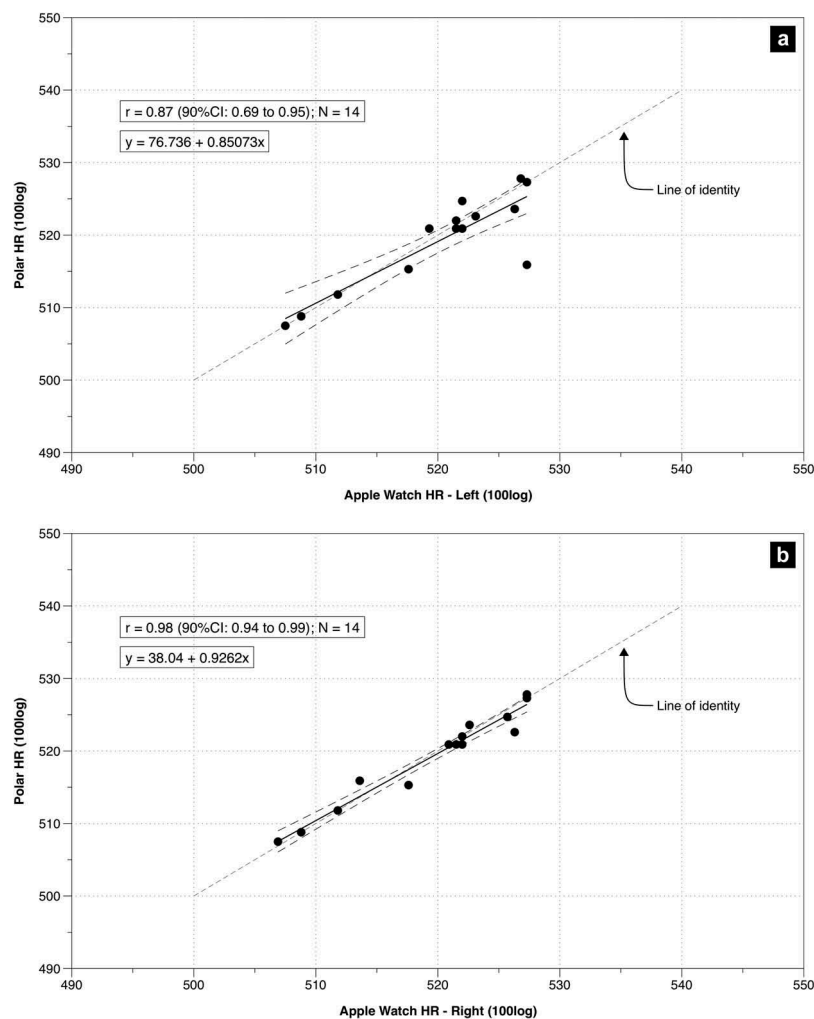 550
a
540
r = 0.87 (90%CI: 0.69 to 0.95); N = 14
y = 76.736 + 0.85073x
530
Line of identity
520
510
500
490
490 500 510 520 530 540 550
Polar HR (100log)
Apple Watch HR - Left (100log)
550
b
540
r = 0.98 (90%CI: 0.94 to 0.99); N = 14
y = 38.04 + 0.9262x
530
Line of identity
520
510
500
490
490 500 510 520 530 540 550
Polar HR (100log)
Apple Watch HR - Right (100log)